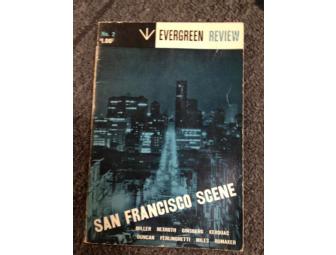 No. 2
$1.00
EVERGREEN REVIEW
SAN FRANCISCO SCENE
MILLER REXROTH GINSBERG KEROUAC
DUNCAN FERLINGHETTI MILES RUMAKER